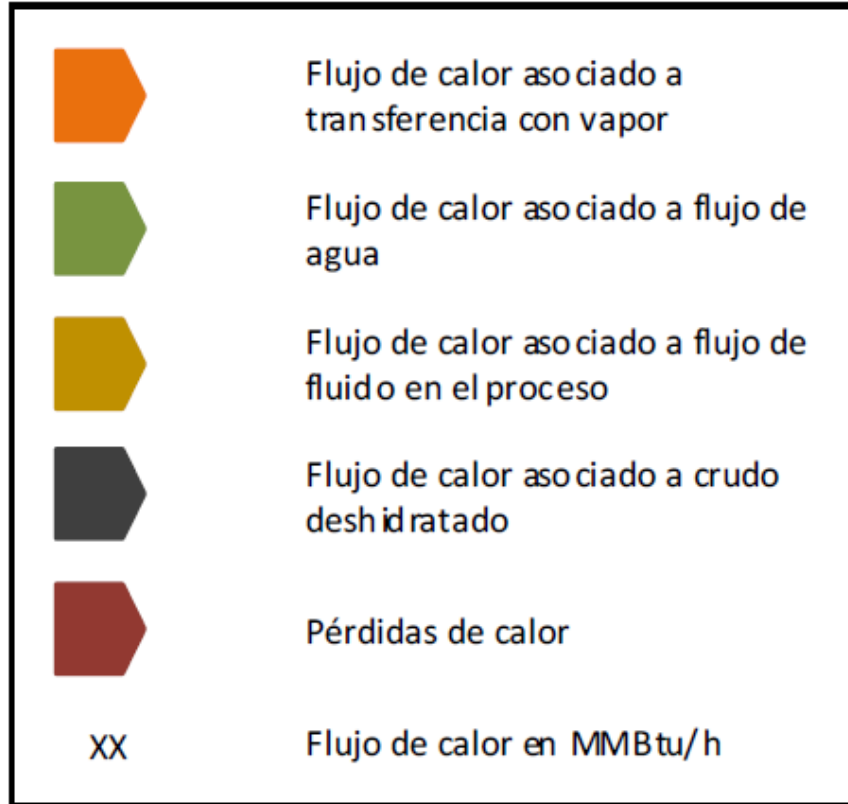 Flujo de calor asociado a
transferencia con vapor
Flujo de calor asociado a flujo de
agua
Flujo de calor asociado a flujo de
fluido en el proceso
Flujo de calor asociado a crudo
deshidratado
Pérdidas de calor
XX Flujo de calor en MMBtu/h